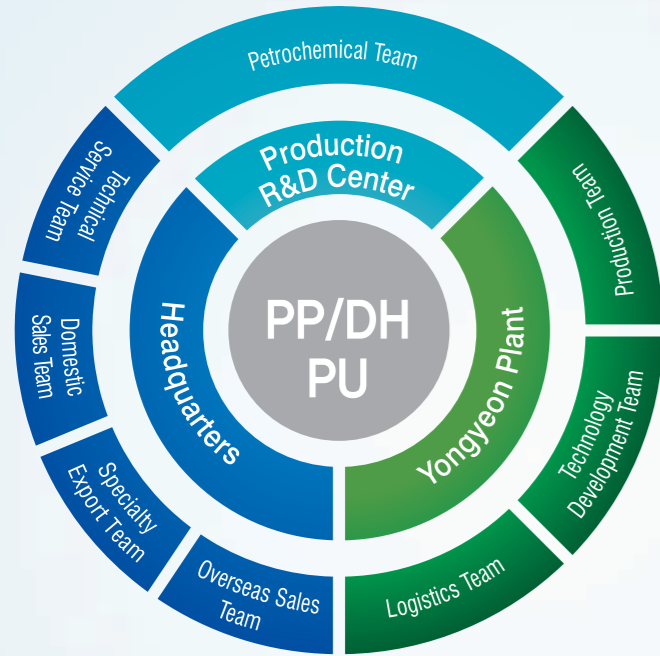 Petrochemical Team
Production
R&D Center
Technical
Service Team
Production Team
PP/DH
PU
Headquarters
Yongyeon Plant
Domestic
Sales Team
Technology
Development Team
Specialty
Export Team
Overseas Sales
Team
Logistics Team